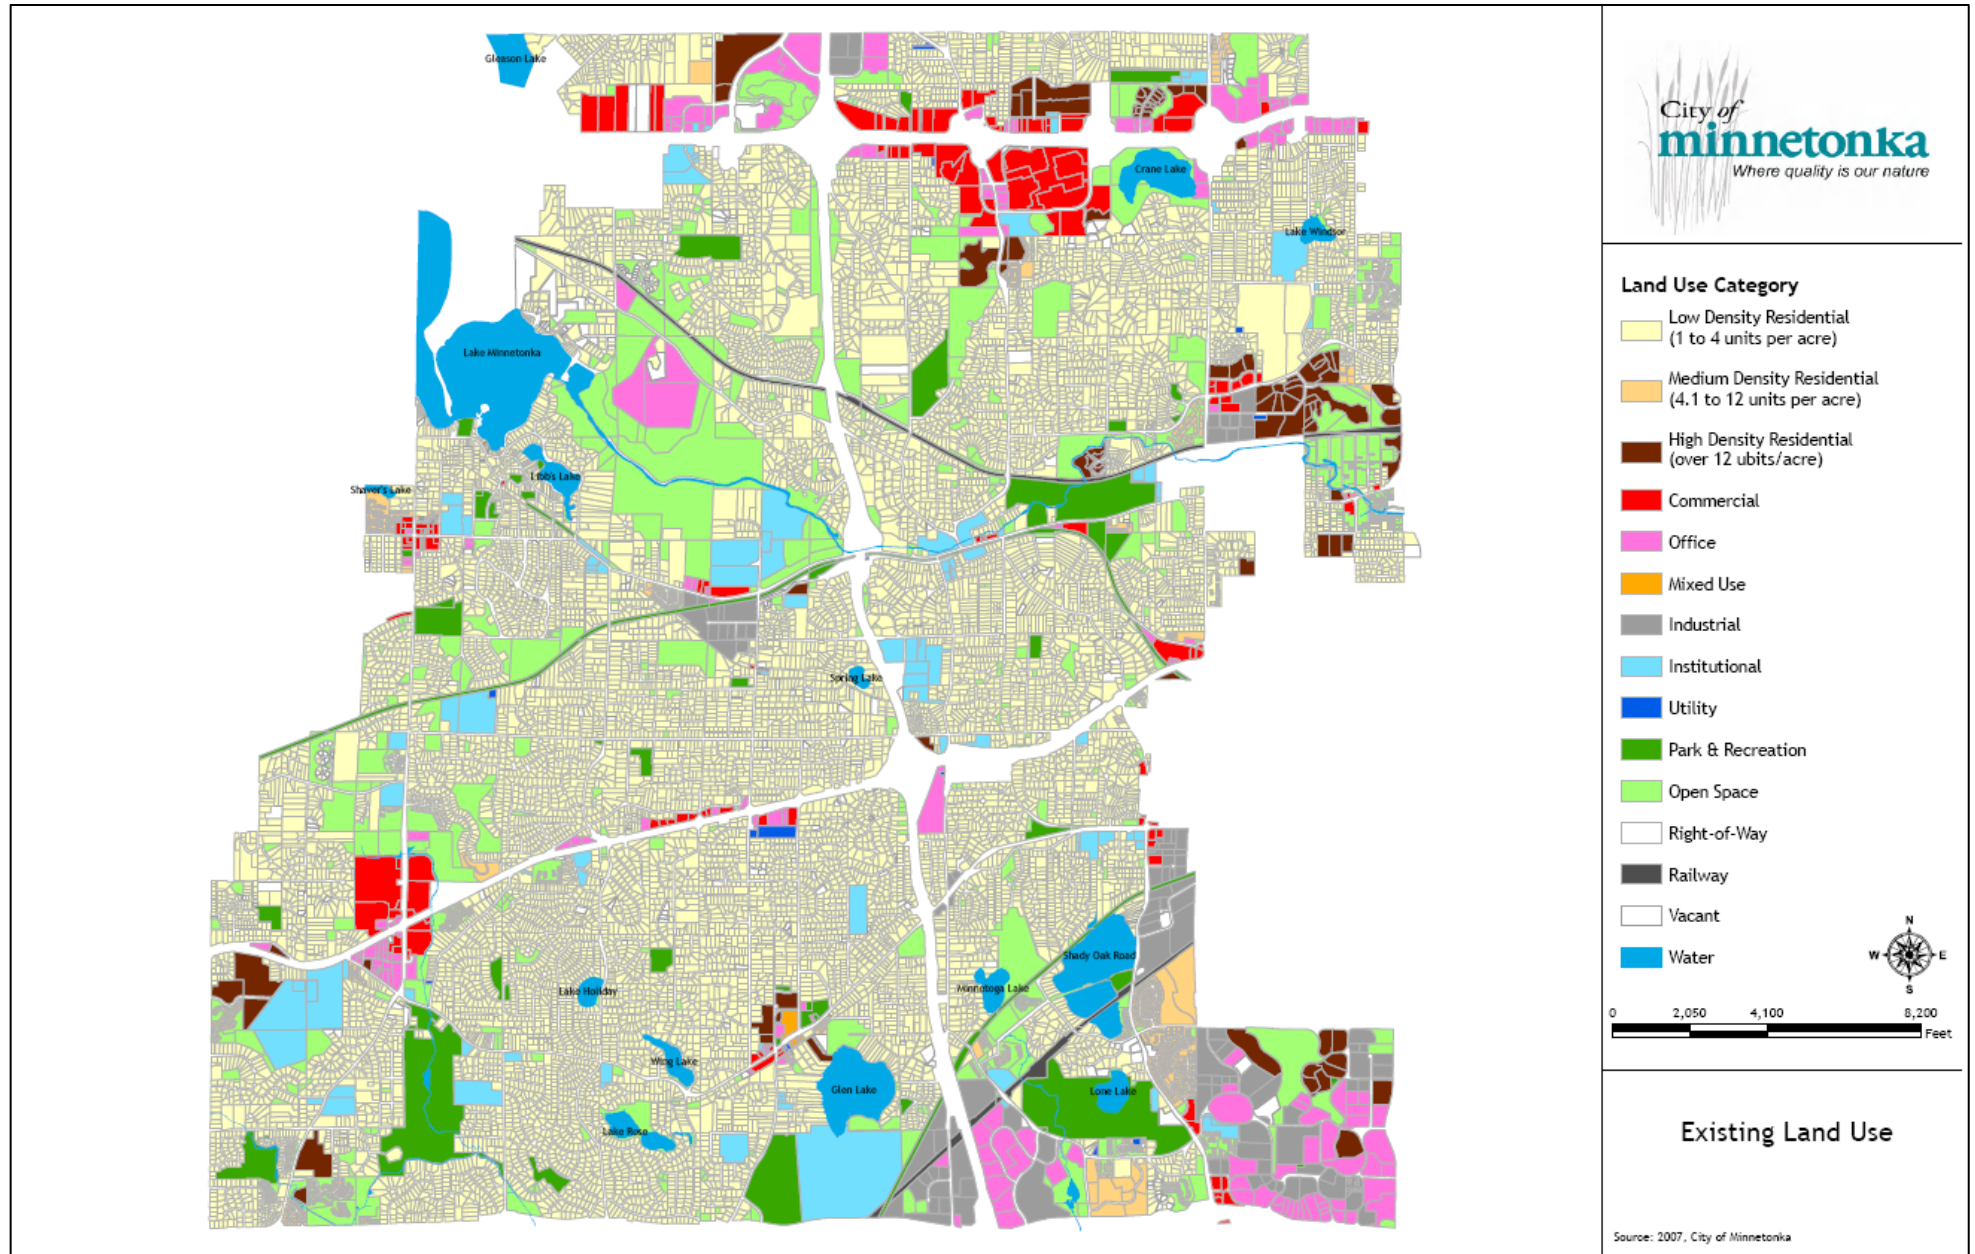 Gleason Lake
Crane Lake
Lake Windsor
Lake Minnetonka
Libb's Lake
Shaver's Lake
Spring Lake
Shady Oak Road
Minnetoga Lake
Lake Holiday
Wing Lake
Glen Lake
Lone Lake
Lake Rose
City of
minnetonka
Where quality is our nature
Land Use Category
Low Density Residential
(1 to 4 units per acre)
Medium Density Residential
(4.1 to 12 units per acre)
High Density Residential
(over 12 ubits/acre)
Commercial
Office
Mixed Use
Industrial
Institutional
Utility
Park & Recreation
Open Space
Right-of-Way
Railway
Vacant
Water
N
W E
S
0 2,050 4,100 8,200
Feet
Existing Land Use
Source: 2007, City of Minnetonka